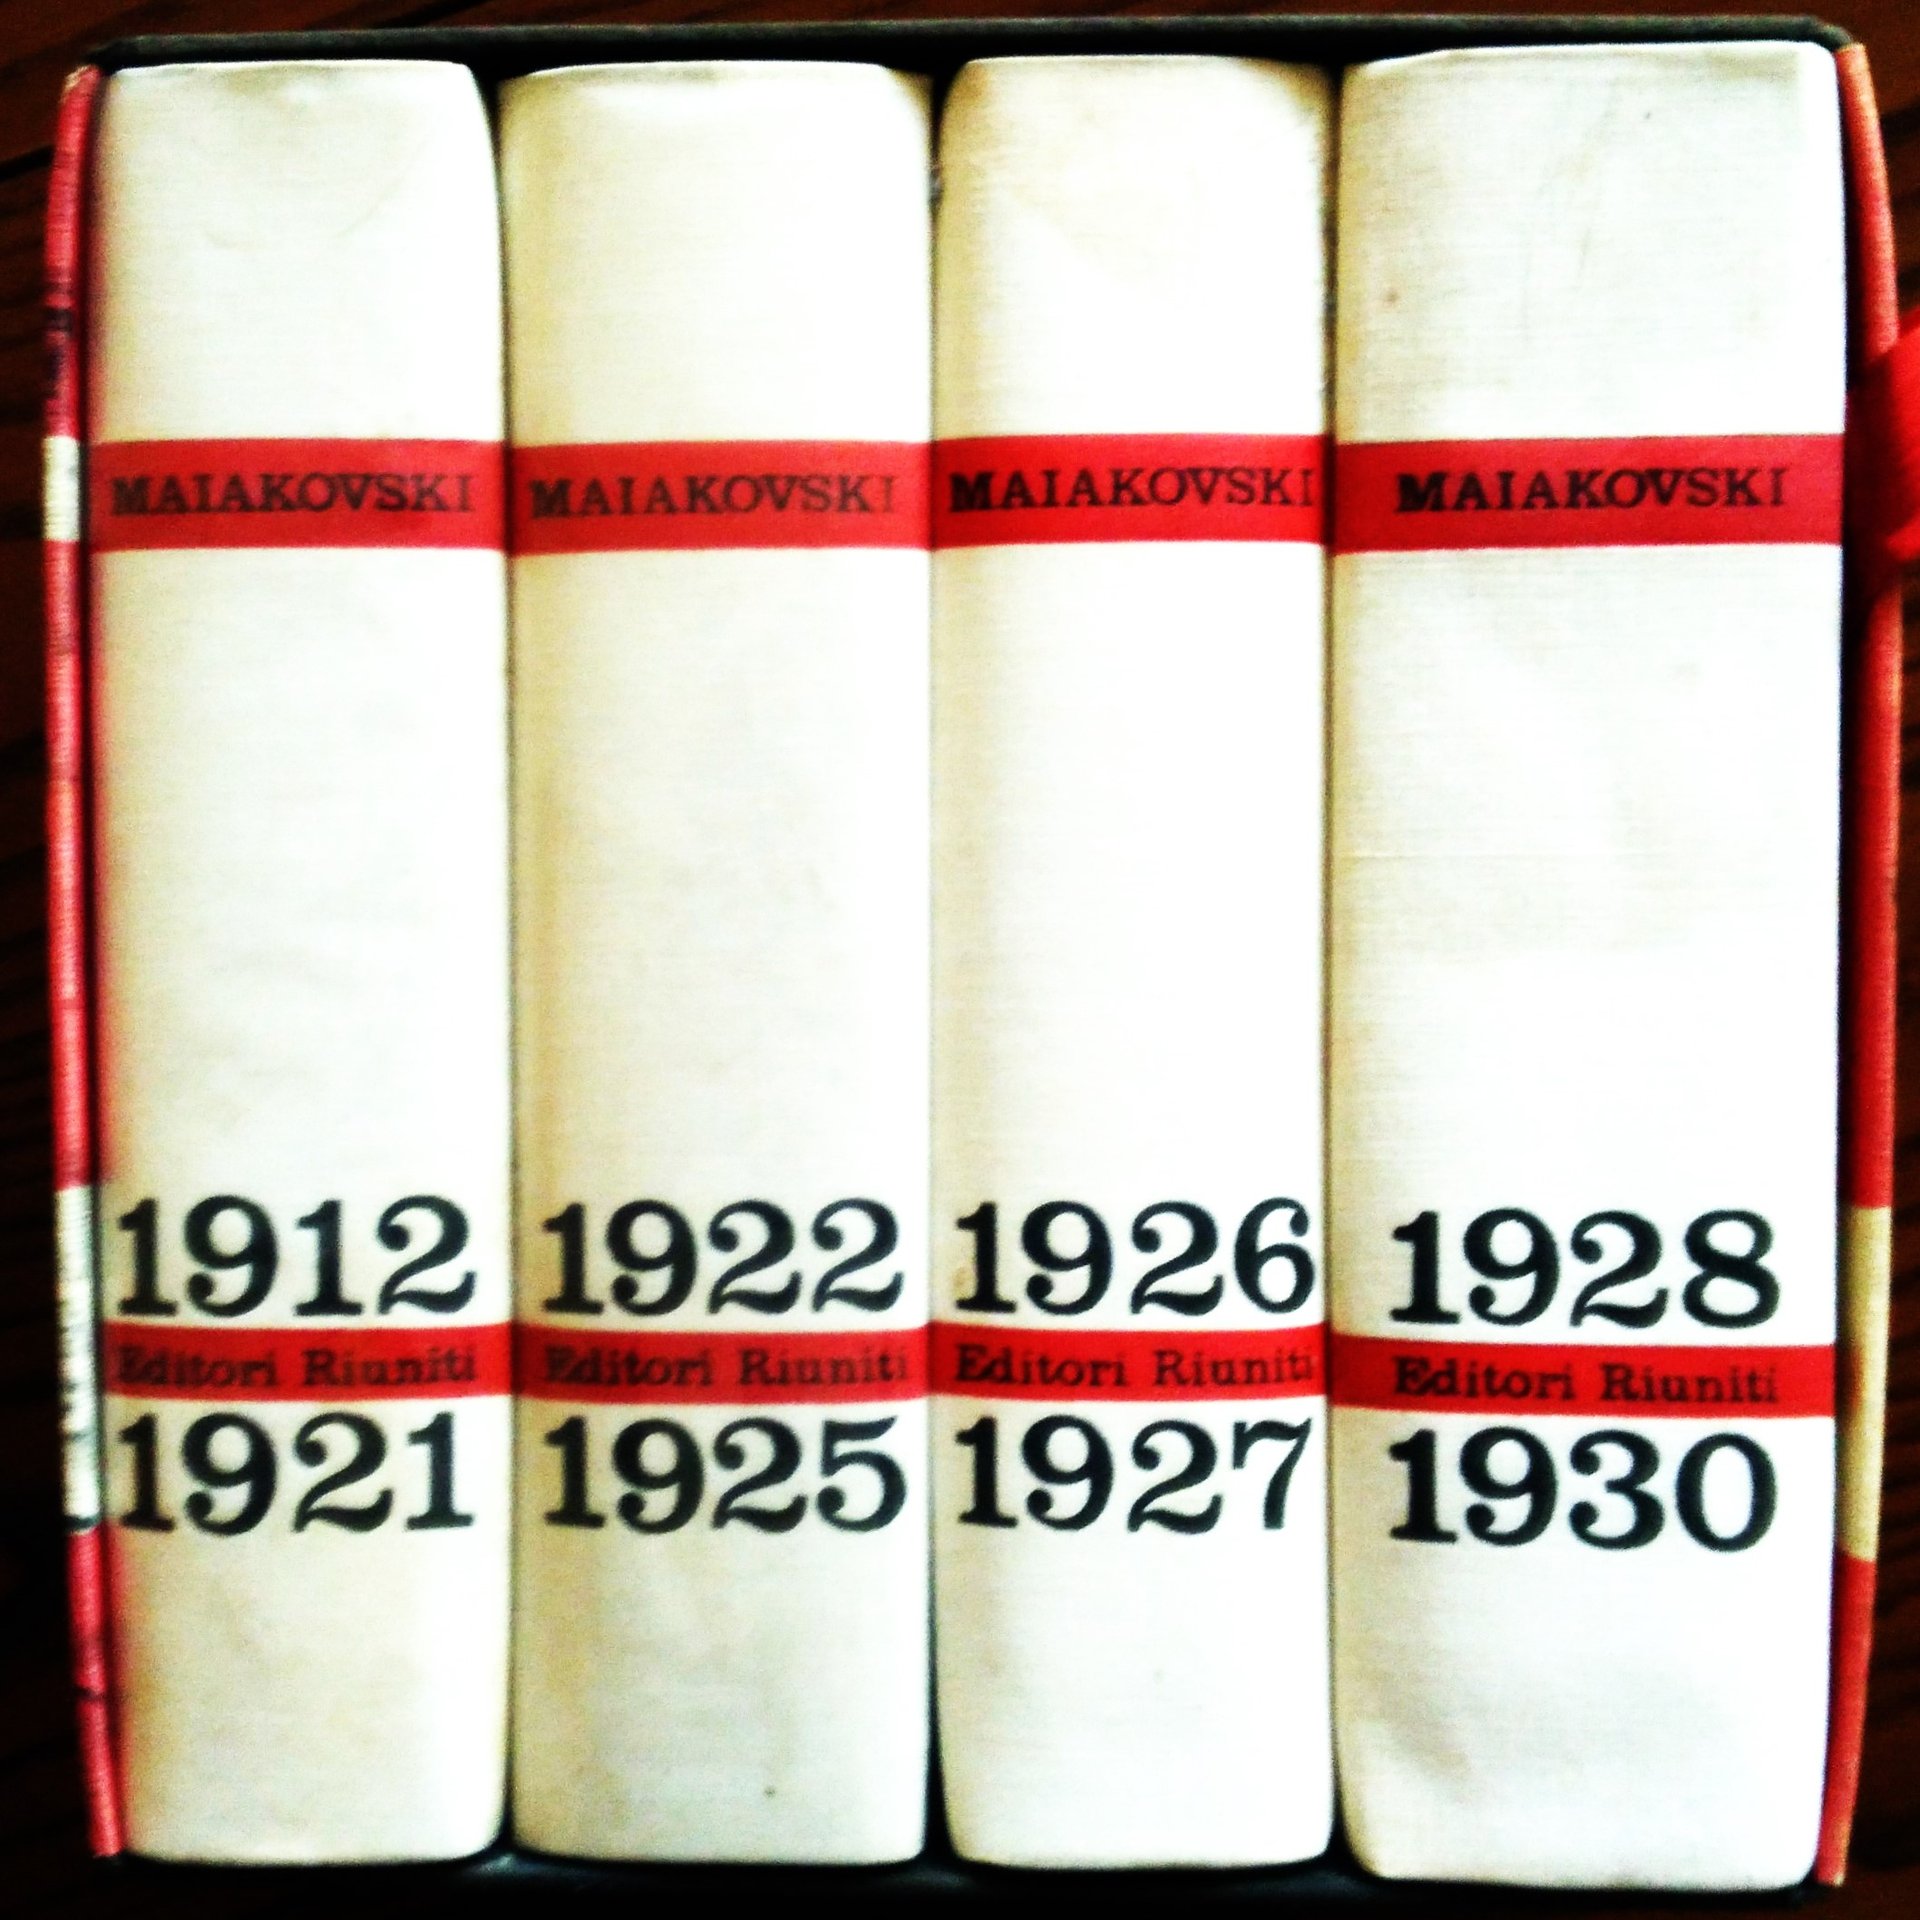 MAIAKOVSKI
1912
Editori Riuniti
1921
MAIAKOVSKI
1922
Editori Riuniti
1925
MAIAKOVSKI
1926
Editori Riuniti
1927
MAIAKOVSKI
1928
Editori Riuniti
1930